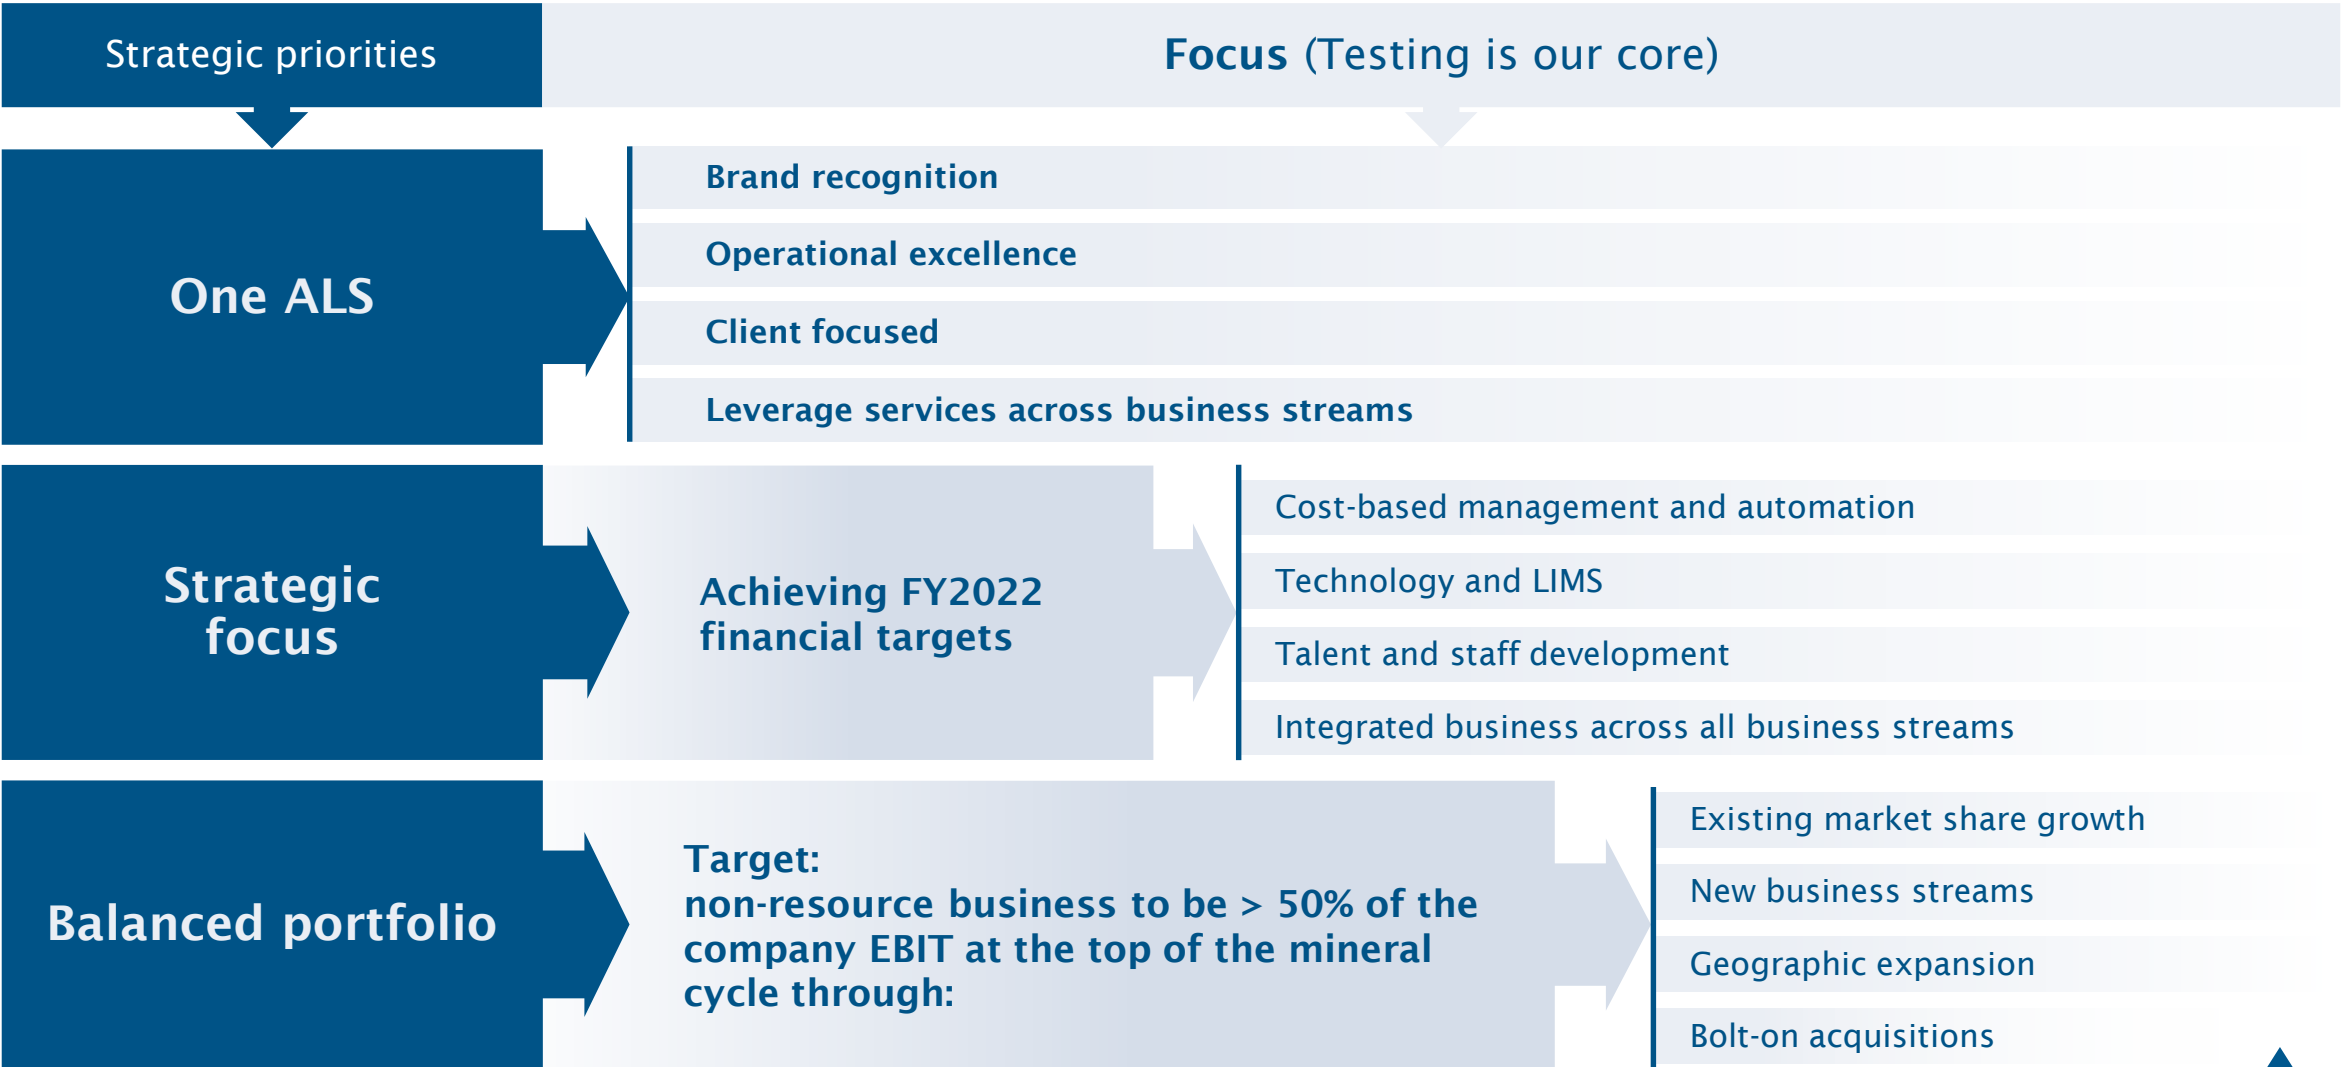 Strategic priorities
Focus (Testing is our core)
One ALS
Brand recognition
Operational excellence
Client focused
Leverage services across business streams
Strategic
focus
Achieving FY2022
financial targets
Cost-based management and automation
Technology and LIMS
Talent and staff development
Integrated business across all business streams
Balanced portfolio
Target:
non-resource business to be > 50% of the
company EBIT at the top of the mineral
cycle through:
Existing market share growth
New business streams
Geographic expansion
Bolt-on acquisitions